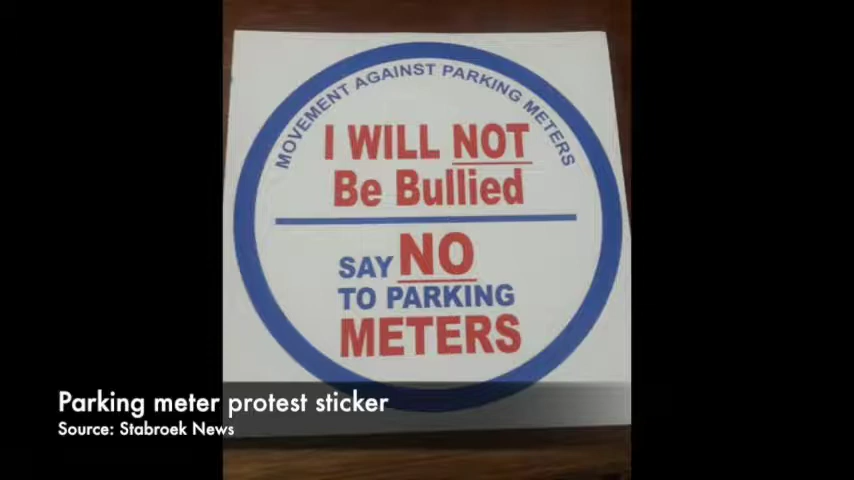 MOVEMENT AGAINST PARKING METERS
I WILL NOT
Be Bullied
SAY NO
TO PARKING
METERS
Parking meter protest sticker
Source: Stabroek News